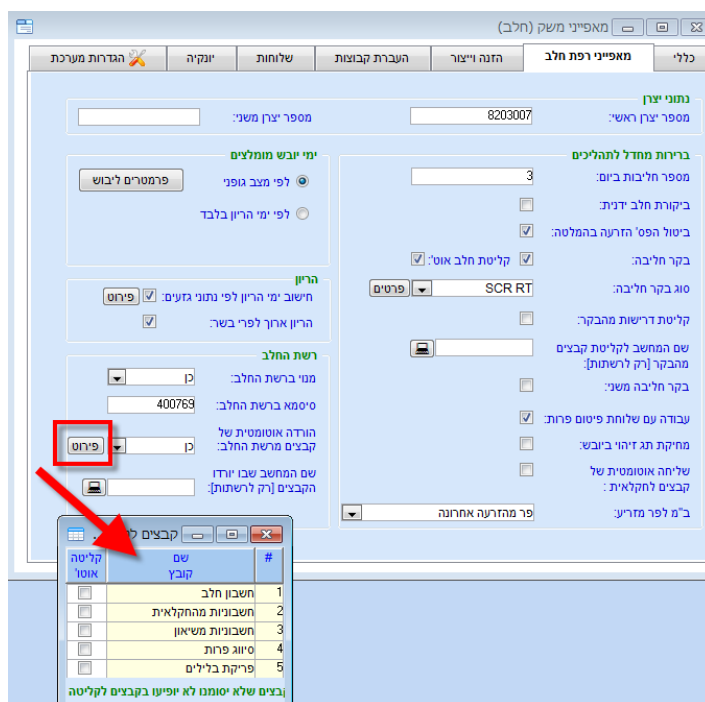 מאפייני משק (חלב)
כללי
מאפייני רפת חלב
הזנה וייצור
העברת קבוצות
שלוחות
יונקיה
הגדרות מערכת
נתוני יצרן
מספר יצרן ראשי: 8203007
מספר יצרן משני:
ברירות מחדל לתהליכים
מספר חליבות ביום: 3
ביקורת חלב ידנית:
ביטול הפס' הזרעה בהמלטה:
בקר חליבה: קליטת חלב אוט':
סוג בקר חליבה: SCR RT פרטים
קליטת דרישות מהבקר:
שם המחשב לקליטת קבצים
מהבקר [רק לרשתות]:
בקר חליבה משני:
עבודה עם שלוחת פיטום פרות:
מחיקת תג זיהוי ביובש:
שליחה אוטומטית של
קבצים לחקלאית :
ב"מ לפר מזריע: פר מהזרעה אחרונה
ימי יובש מומלצים
לפי מצב גופני פרמטרים ליבוש
לפי ימי הריון בלבד
הריון
חישוב ימי הריון לפי נתוני גזעים: פירוט
הריון ארוך לפרי בשר:
רשת החלב
מנוי ברשת החלב: כן
סיסמא ברשת החלב: 400769
הורדה אוטומטית של
קבצים מרשת החלב: כן פירוט
שם המחשב שבו יורדו
הקבצים [רק לרשתות]:
קבצים
# שם קובץ קליטה אוטו'
1 חשבון חלב
2 חשבוניות מהחקלאית
3 חשבוניות משיאון
4 סיווג פרות
5 פריקת בלילים
קבצים שלא יסומנו לא יופיעו בקבצים לקליטה